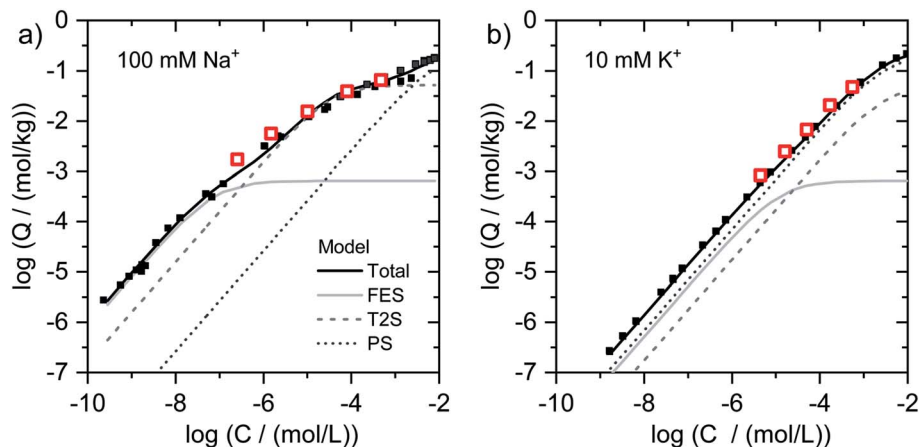 a)
100 mM Na⁺
log (Q / (mol/kg)
0
-1
-2
-3
-4
-5
-6
-7
Model
Total
FES
T2S
PS
-10
-8
-6
-4
-2
log (C / (mol/L))
b)
10 mM K⁺
log (Q / (mol/kg)
0
-1
-2
-3
-4
-5
-6
-7
-10
-8
-6
-4
-2
log (C / (mol/L))